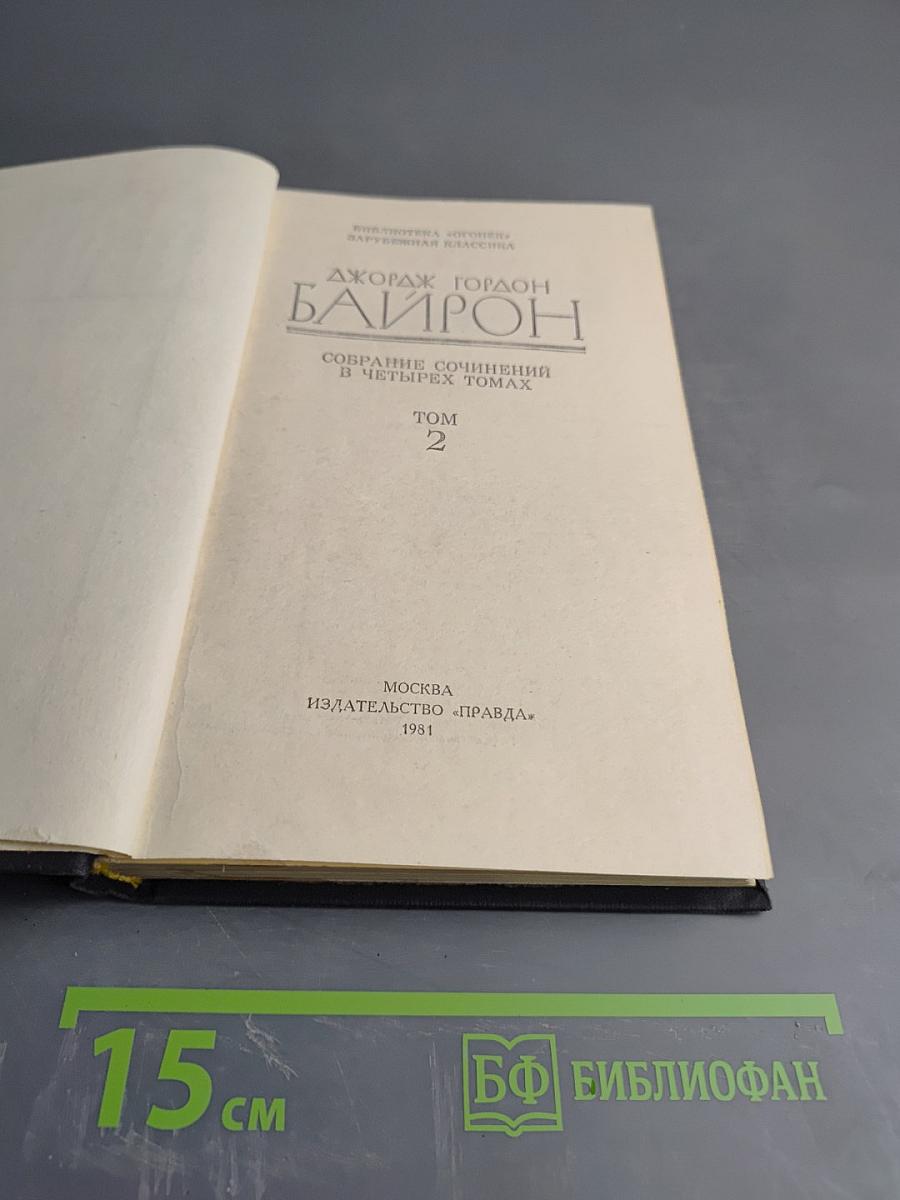 БИБЛИОТЕКА «ОГОНЕК»
ЗАРУБЕЖНАЯ КЛАССИКА
ДЖОРДЖ ГОРДОН
БАЙРОН
СОБРАНИЕ СОЧИНЕНИЙ
В ЧЕТЫРЕХ ТОМАХ
ТОМ
2
МОСКВА
ИЗДАТЕЛЬСТВО «ПРАВДА»
1981
15 см
БФ БИБЛИОФАН